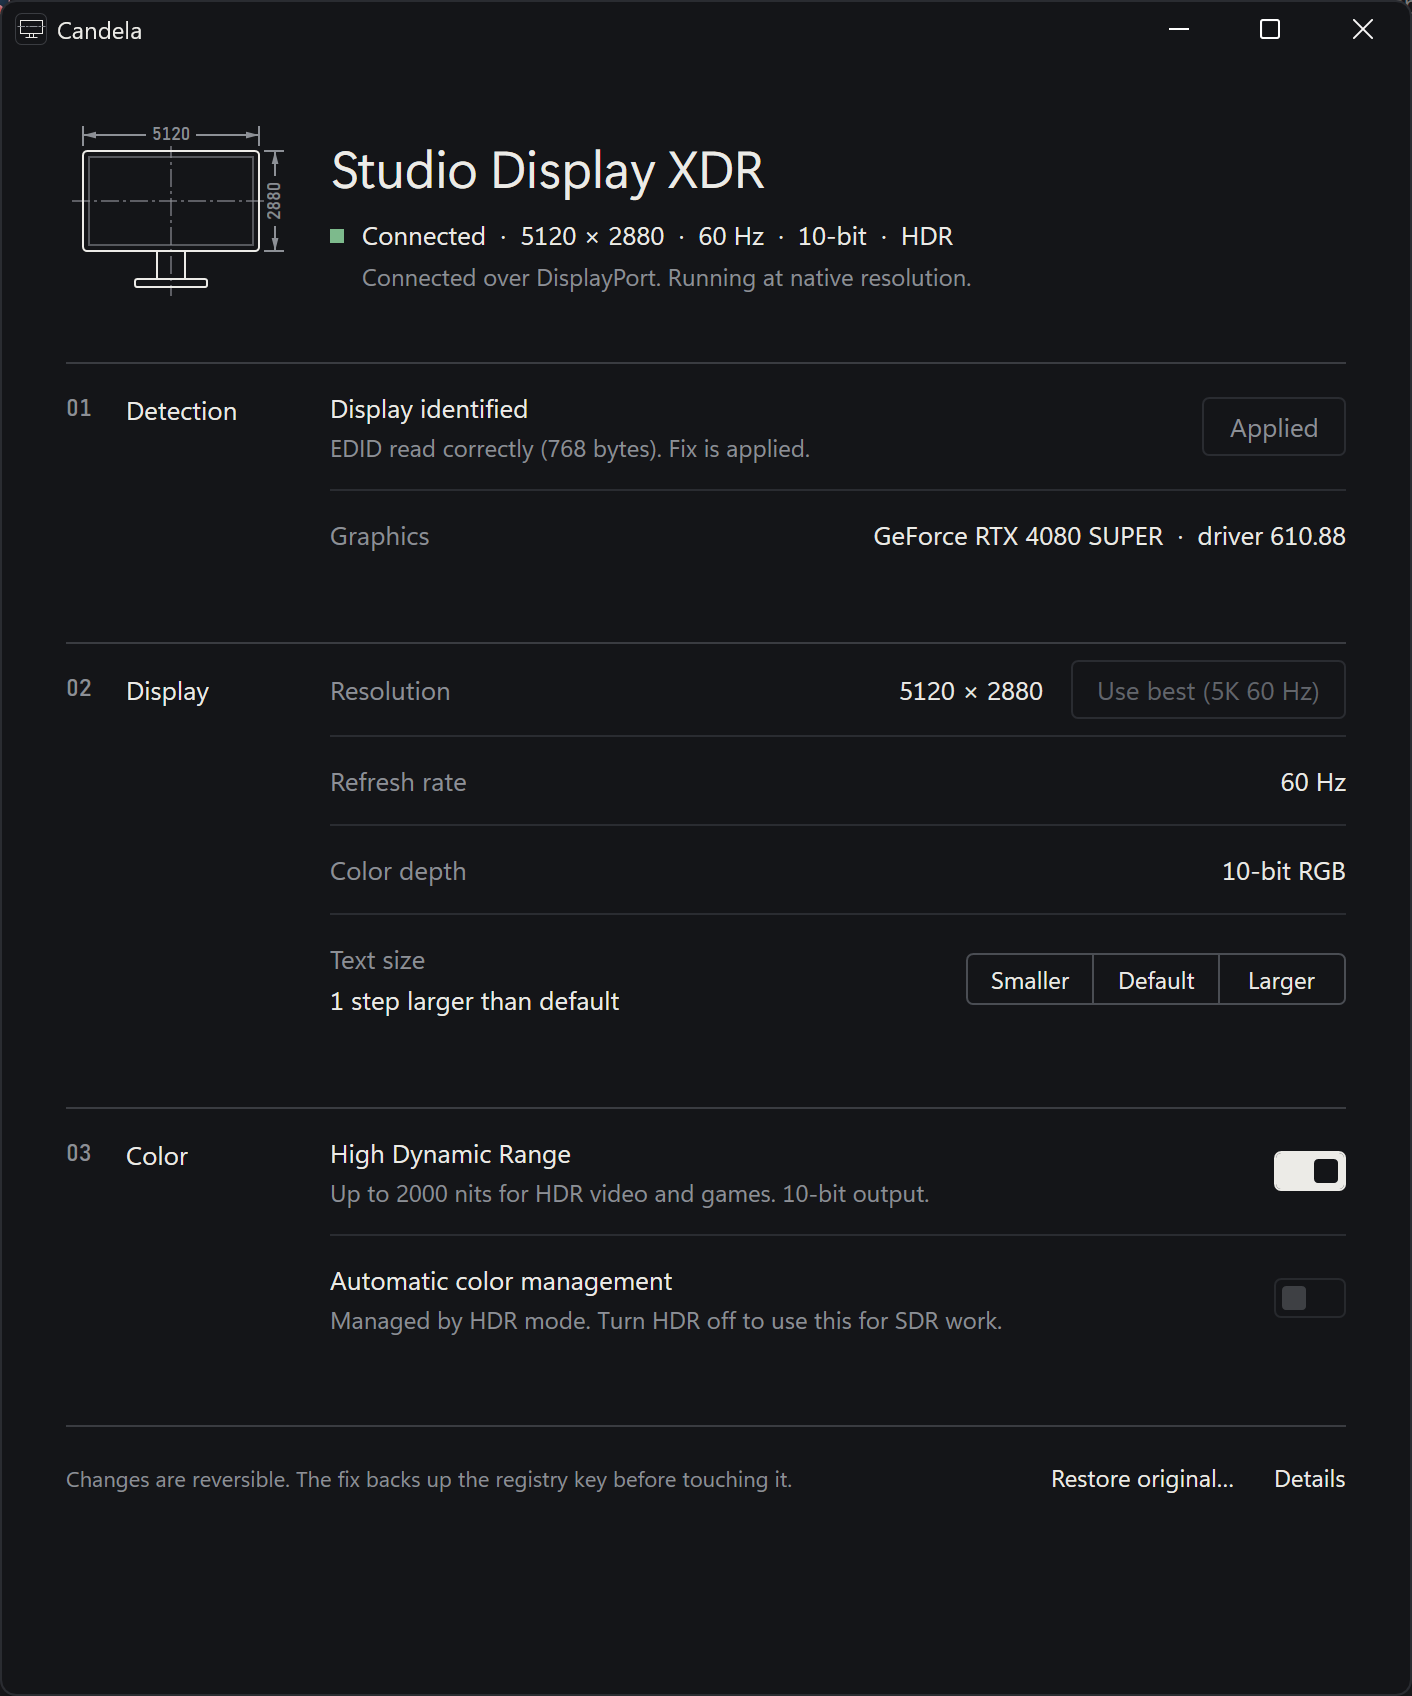 Candela
5120
2880
Studio Display XDR
Connected · 5120 × 2880 · 60 Hz · 10-bit · HDR
Connected over DisplayPort. Running at native resolution.
01 Detection
Display identified
EDID read correctly (768 bytes). Fix is applied.
Applied
Graphics GeForce RTX 4080 SUPER · driver 610.88
02 Display
Resolution 5120 × 2880 Use best (5K 60 Hz)
Refresh rate 60 Hz
Color depth 10-bit RGB
Text size
1 step larger than default
Smaller Default Larger
03 Color
High Dynamic Range
Up to 2000 nits for HDR video and games. 10-bit output.
Automatic color management
Managed by HDR mode. Turn HDR off to use this for SDR work.
Changes are reversible. The fix backs up the registry key before touching it. Restore original... Details